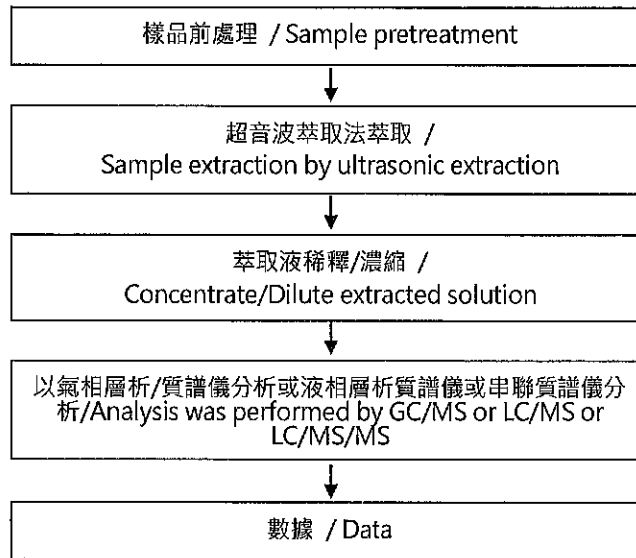 樣品前處理 / Sample pretreatment
超音波萃取法萃取 /
Sample extraction by ultrasonic extraction
萃取液稀釋/濃縮 /
Concentrate/Dilute extracted solution
以氣相層析/質譜儀分析或液相層析質譜儀或串聯質譜儀分
析/Analysis was performed by GC/MS or LC/MS or
LC/MS/MS
數據 / Data